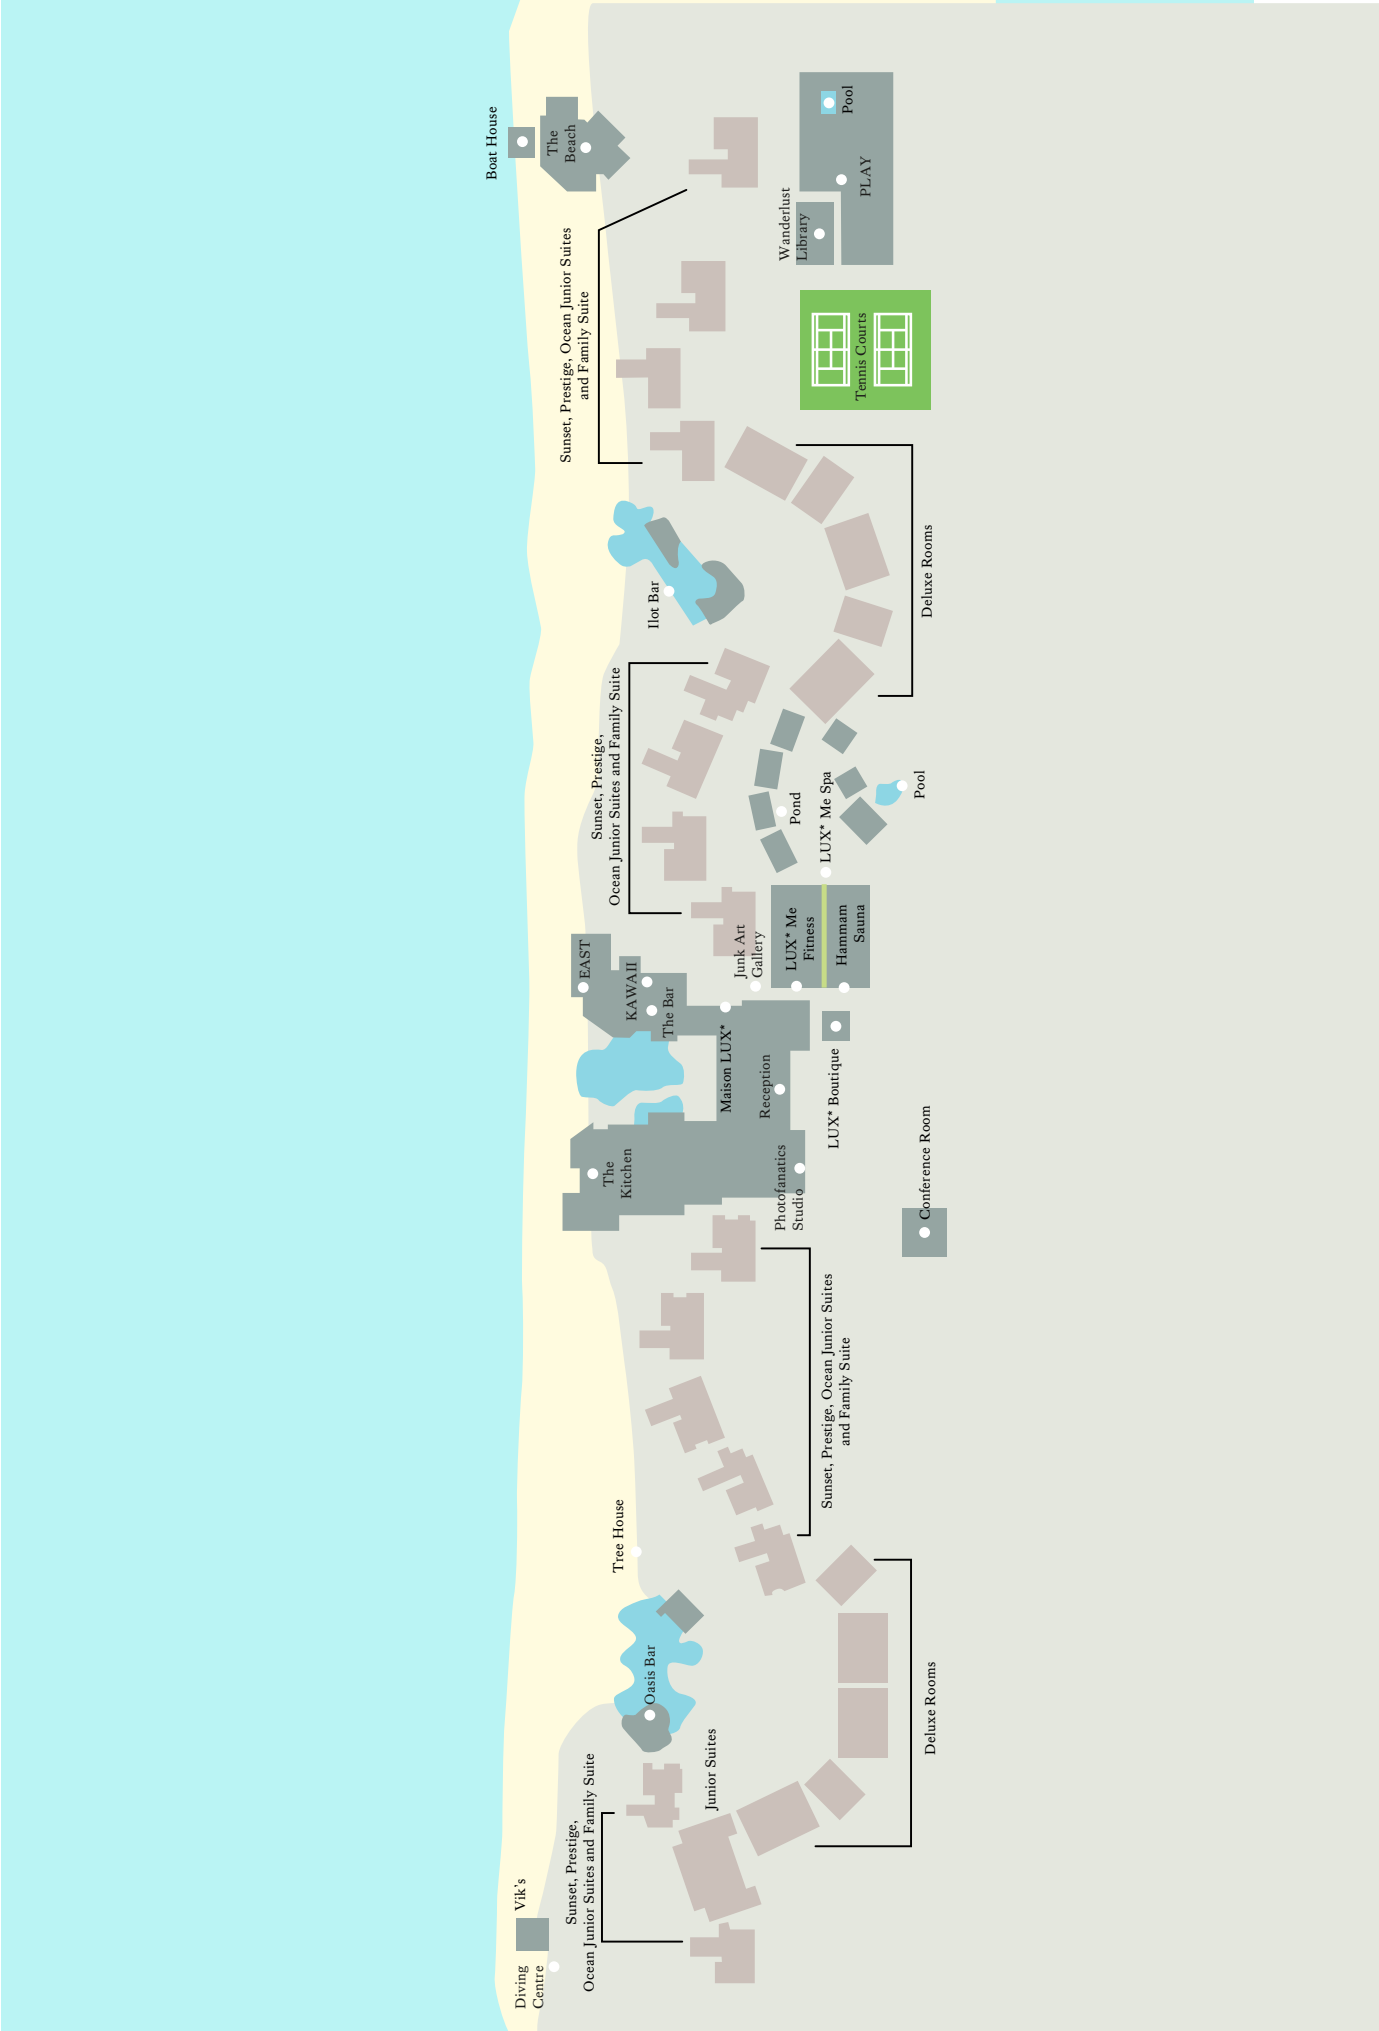 Boat House
The
Beach
Pool
PLAY
Wanderlust
Library
Sunset, Prestige, Ocean Junior Suites
and Family Suite
Tennis Courts
Deluxe Rooms
Ilot Bar
Sunset, Prestige,
Ocean Junior Suites and Family Suite
Pond
LUX* Me Spa
Pool
EAST
KAWAII
The Bar
Junk Art
Gallery
LUX* Me
Fitness
Hammam
Sauna
Maison LUX*
Reception
LUX* Boutique
The
Kitchen
Photofanatics
Studio
Conference Room
Sunset, Prestige, Ocean Junior Suites
and Family Suite
Tree House
Oasis Bar
Deluxe Rooms
Junior Suites
Sunset, Prestige,
Ocean Junior Suites and Family Suite
Vik's
Diving
Centre